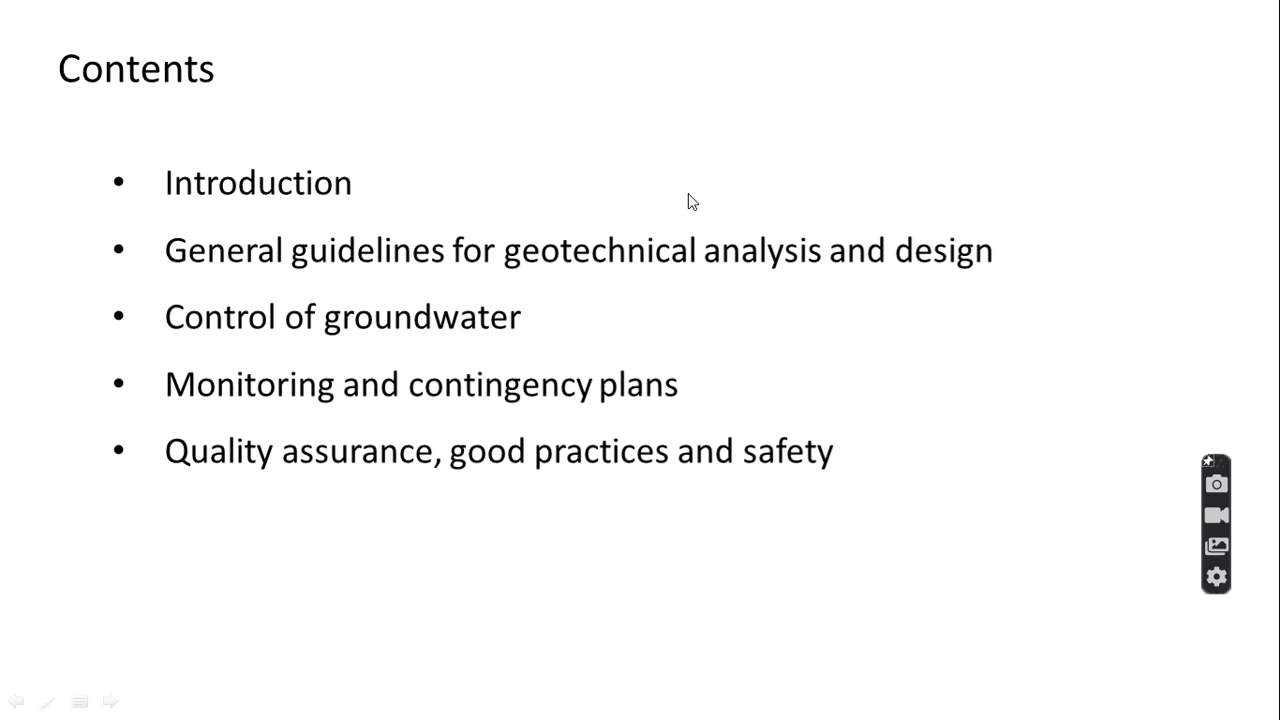 Contents
• Introduction
• General guidelines for geotechnical analysis and design
• Control of groundwater
• Monitoring and contingency plans
• Quality assurance, good practices and safety